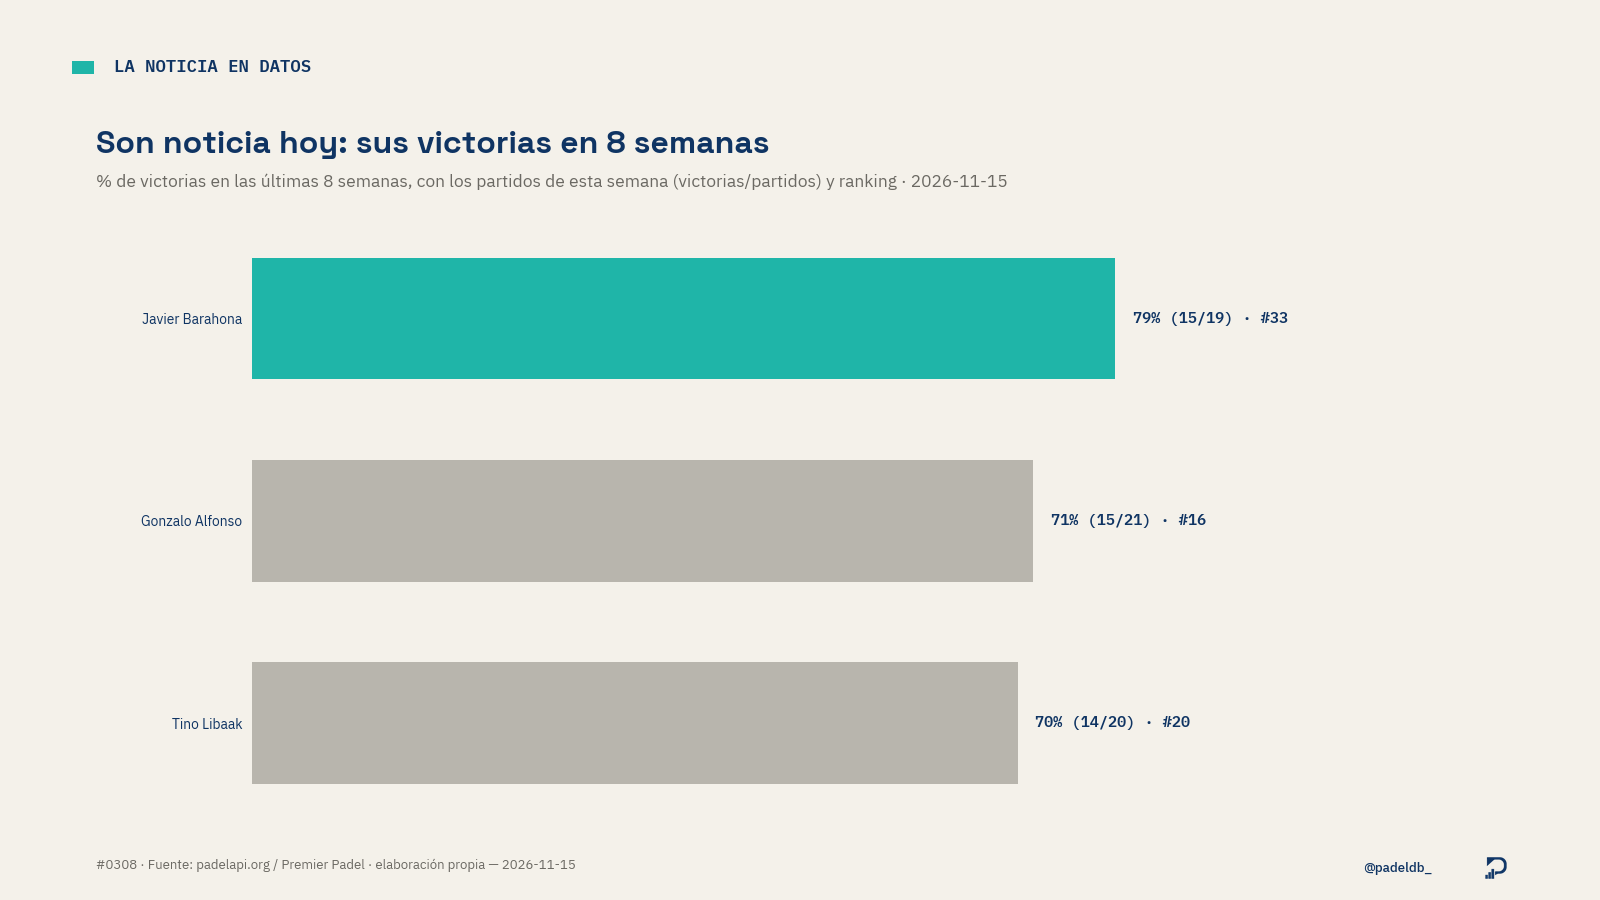 LA NOTICIA EN DATOS
Son noticia hoy: sus victorias en 8 semanas
% de victorias en las últimas 8 semanas, con los partidos de esta semana (victorias/partidos) y ranking · 2026-11-15
Javier Barahona
79% (15/19) · #33
Gonzalo Alfonso
71% (15/21) · #16
Tino Libaak
70% (14/20) · #20
#0308 · Fuente: padelapi.org / Premier Padel · elaboración propia — 2026-11-15
@padeldb_